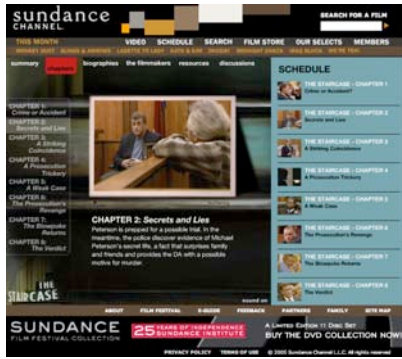 sundance
CHANNEL
SEARCH FOR A FILM
THIS MONTH
VIDEO SCHEDULE SEARCH FILM STORE OUR SELECTS MEMBERS
summary chapters biographies the filmmakers resources discussions
SCHEDULE
CHAPTER 1:
Crime or Accident
CHAPTER 2:
Secrets and Lies
CHAPTER 3:
A Striking
Coincidence
CHAPTER 4:
A Prosecution
Trickery
CHAPTER 5:
A Weak Case
CHAPTER 6:
The Prosecution's
Revenge
CHAPTER 7:
The Blowpoke
Returns
CHAPTER 8:
The Verdict
CHAPTER 2: Secrets and Lies
Peterson is prepped for a possible trial. In the
meantime, the police discover evidence of Michael
Peterson's secret life, a fact that surprises family
and friends and provides the DA with a possible
motive for murder.
THE STAIRCASE - CHAPTER 1
Crime or Accident?
THE STAIRCASE - CHAPTER 2
Secrets and Lies
THE STAIRCASE - CHAPTER 3
A Striking Coincidence
THE STAIRCASE - CHAPTER 4
A Prosecution Trickery
THE STAIRCASE - CHAPTER 5
A Weak Case
THE STAIRCASE - CHAPTER 6
The Prosecution's Revenge
THE STAIRCASE - CHAPTER 7
The Blowpoke Returns
THE STAIRCASE - CHAPTER 8
The Verdict
THE
STAIRCASE
sound on
ABOUT FILM FESTIVAL E-GUIDE FEEDBACK PARTNERS FAMILY SITE MAP
SUNDANCE
FILM FESTIVAL COLLECTION
25 YEARS OF INDEPENDENCE
SUNDANCE INSTITUTE
A LIMITED EDITION 11 DISC SET
BUY THE DVD COLLECTION NOW!
PRIVACY POLICY TERMS OF USE © 2005 Sundance Channel LLC. All rights reserved